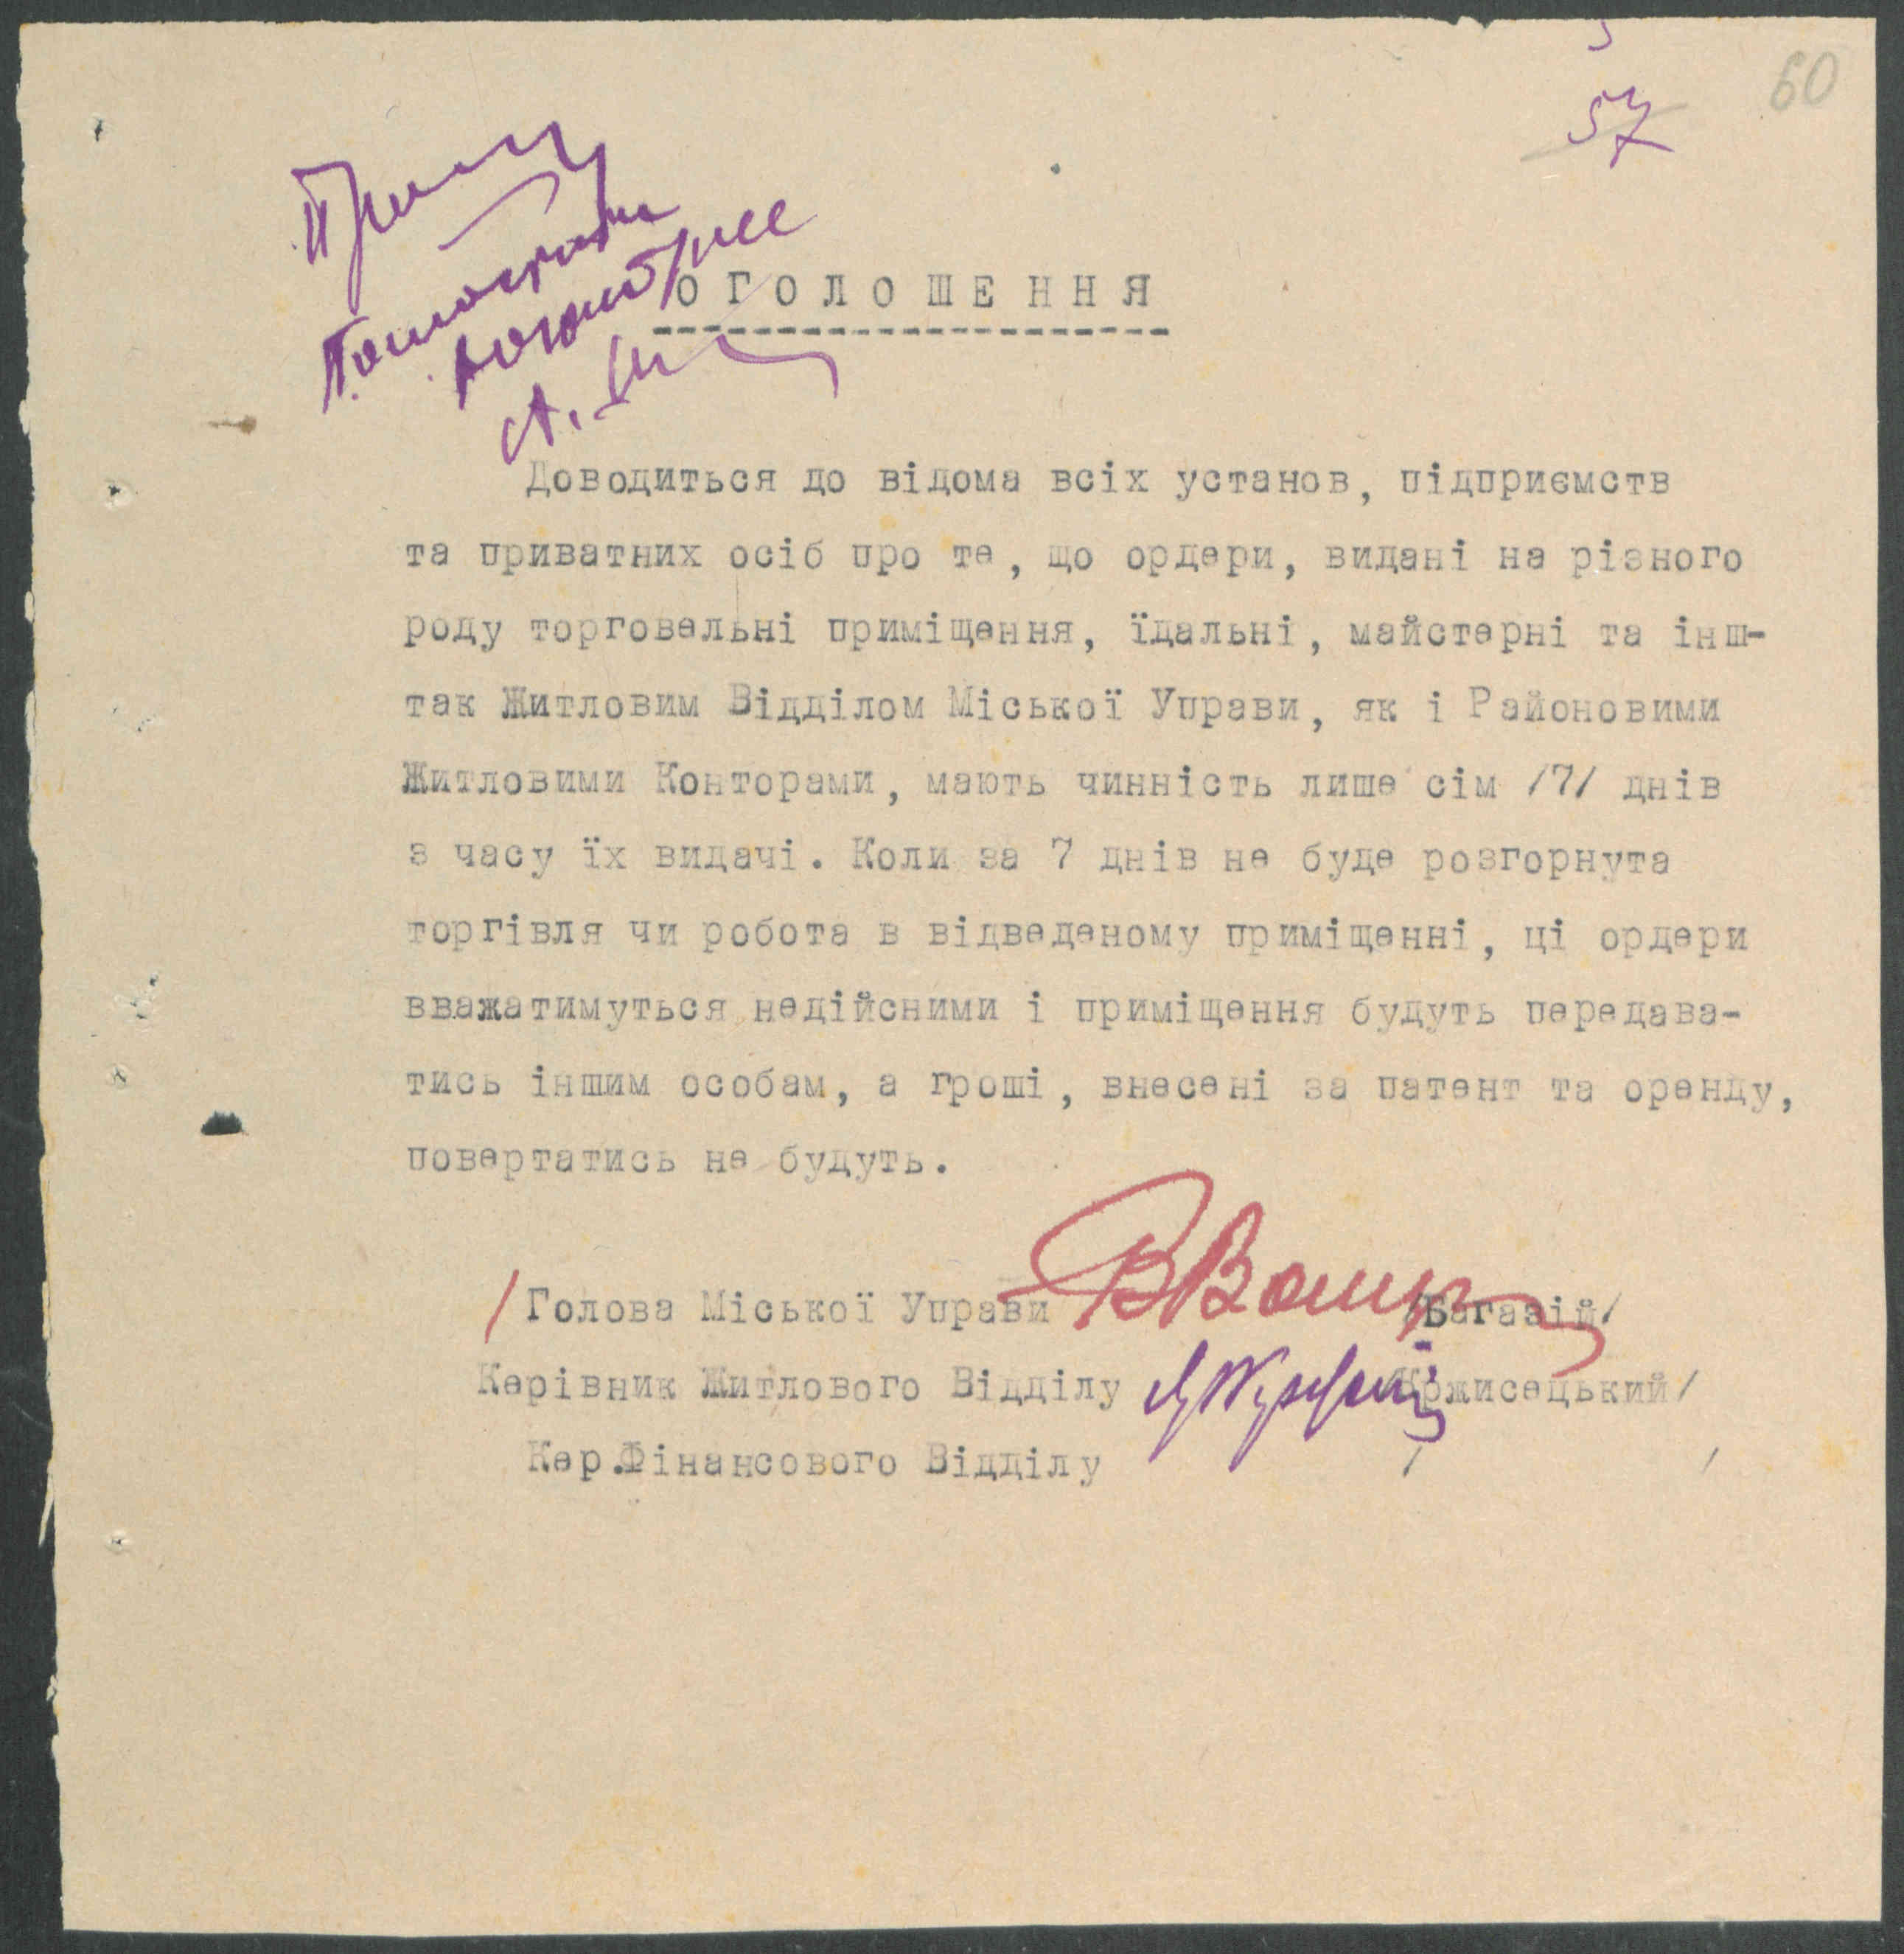 60
57
ОГОЛОШЕННЯ
Доводиться до відома всіх установ, підприємств
та приватних осіб про те, що ордери, видані на різного
роду торговельні приміщення, їдальні, майстерні та інш-
так Житловим Відділом Міської Управи, як і Районовими
Житловими Конторами, мають чинність лише сім /7/ днів
з часу їх видачі. Коли за 7 днів не буде розгорнута
торгівля чи робота в відведеному приміщенні, ці ордери
вважатимуться недійсними і приміщення будуть передава-
тись іншим особам, а гроші, внесені за патент та оренду,
повертатись не будуть.
/Голова Міської Управи /Багазій/
Керівник Житлового Відділу /Кржисецький/
Кер.Фінансового Відділу / /